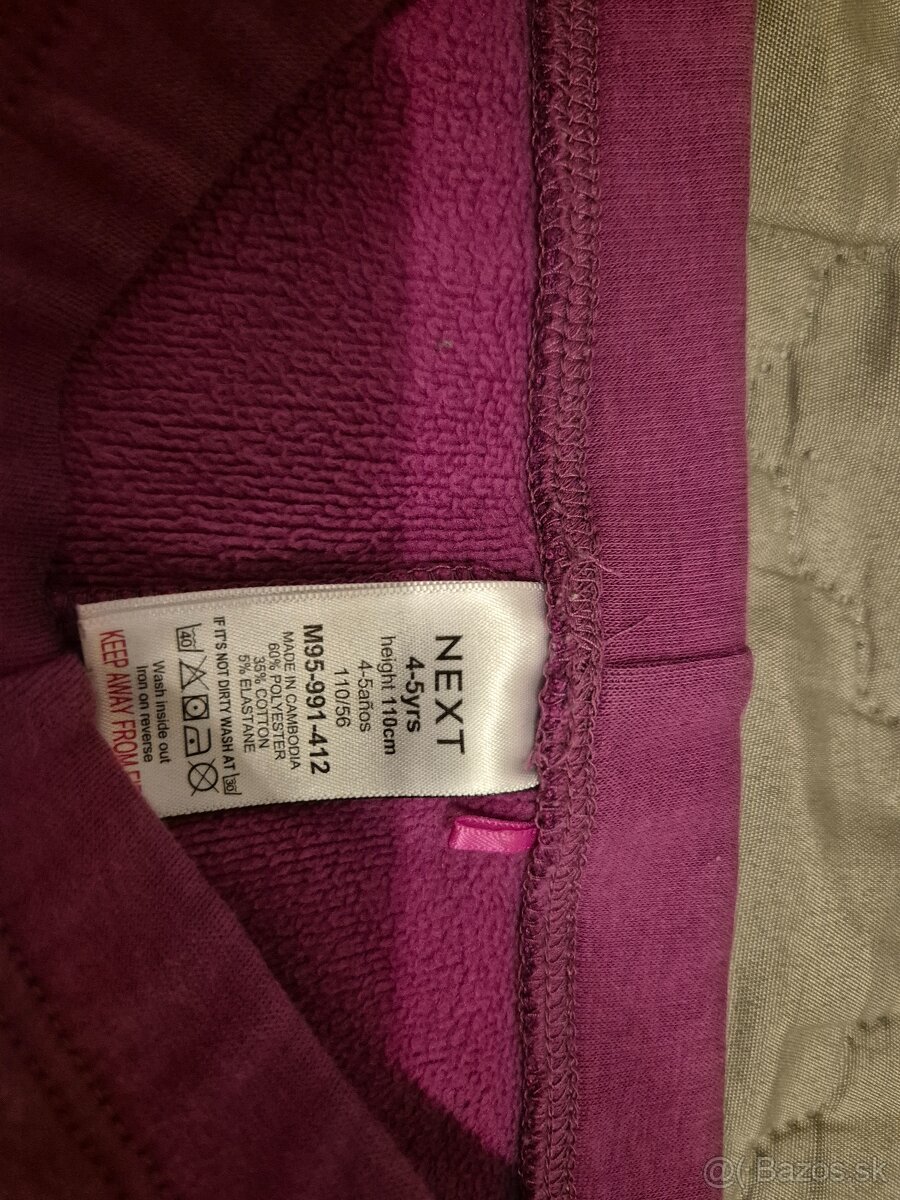 NEXT
4-5yrs
height 110cm
4-5años
110/56
M95-991-412
MADE IN CAMBODIA
60% POLYESTER
35% COTTON
5% ELASTANE
IF IT'S NOT DIRTY WASH AT 30
40
Wash inside out
Iron on reverse
KEEP AWAY FROM
Bazos.sk